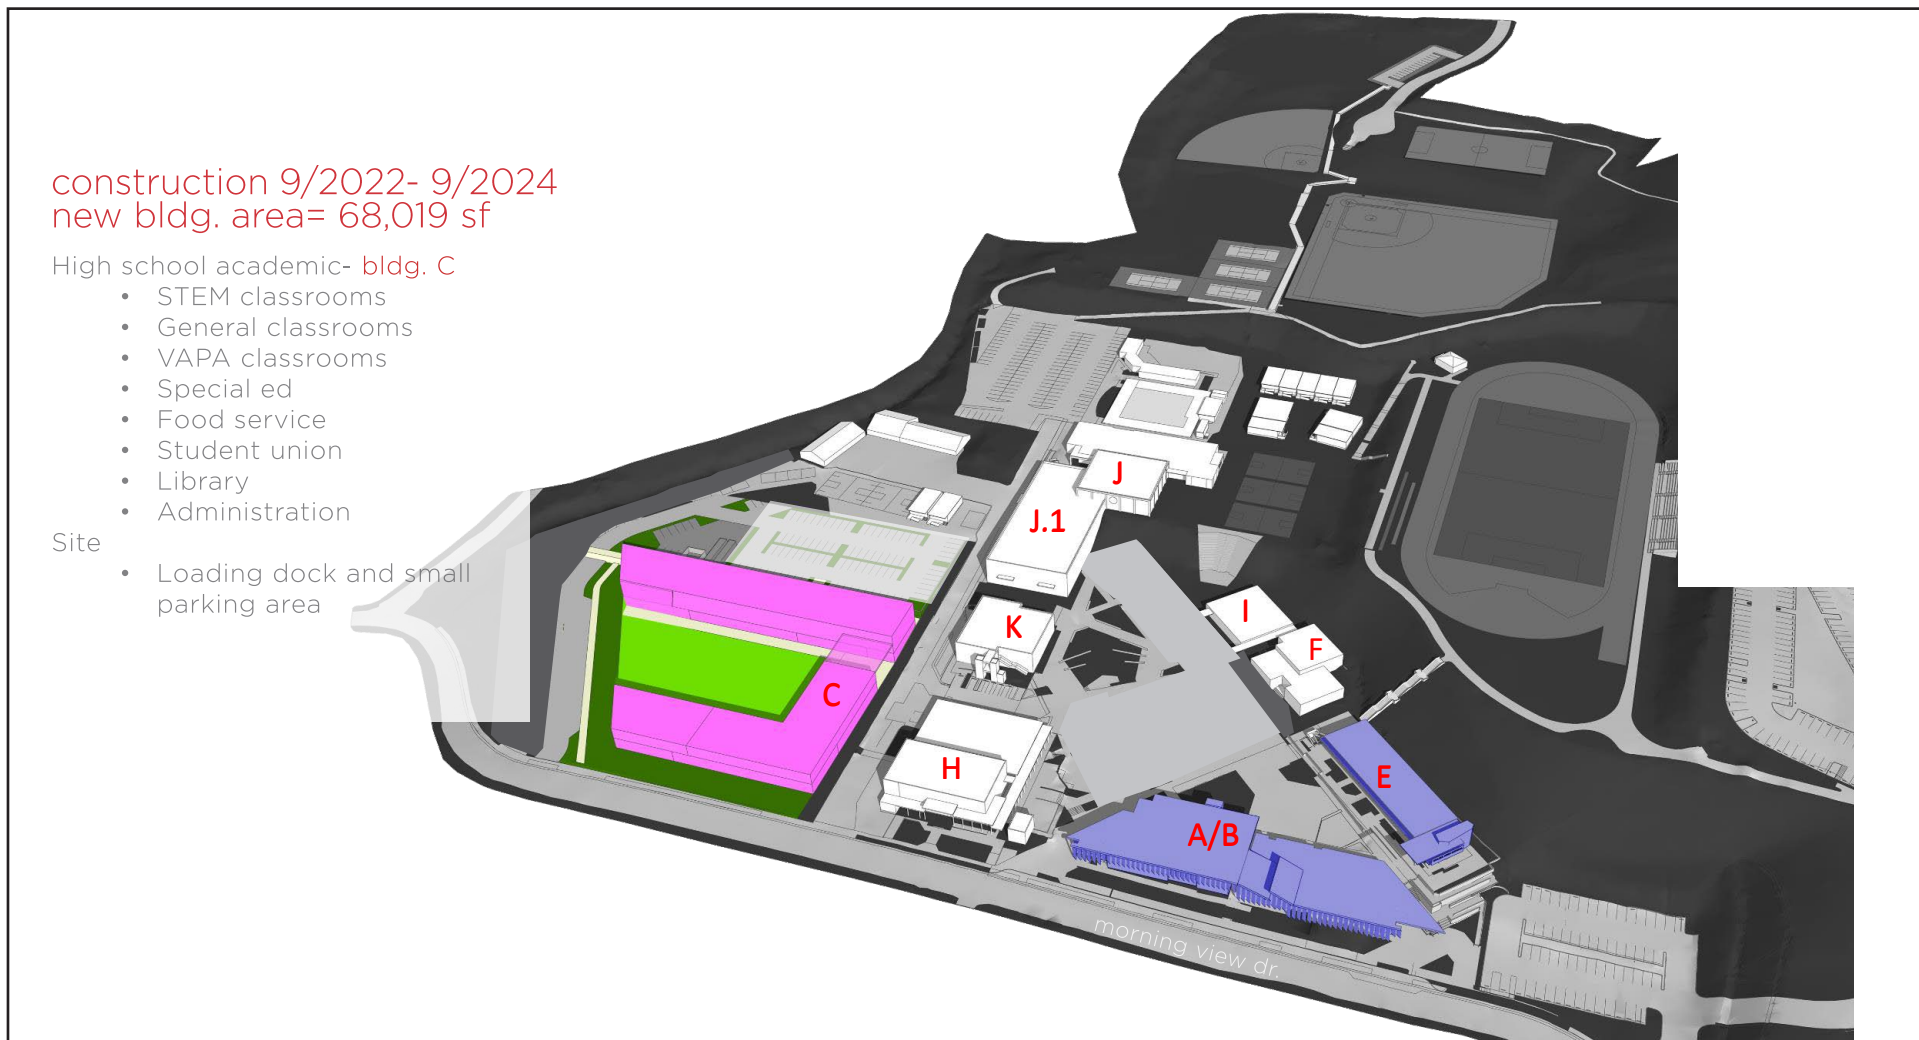 construction 9/2022- 9/2024
new bldg. area= 68,019 sf
High school academic- bldg. C
• STEM classrooms
• General classrooms
• VAPA classrooms
• Special ed
• Food service
• Student union
• Library
• Administration
Site
• Loading dock and small
parking area
J
J.1
I
K
F
C
H
E
A/B
morning view dr.